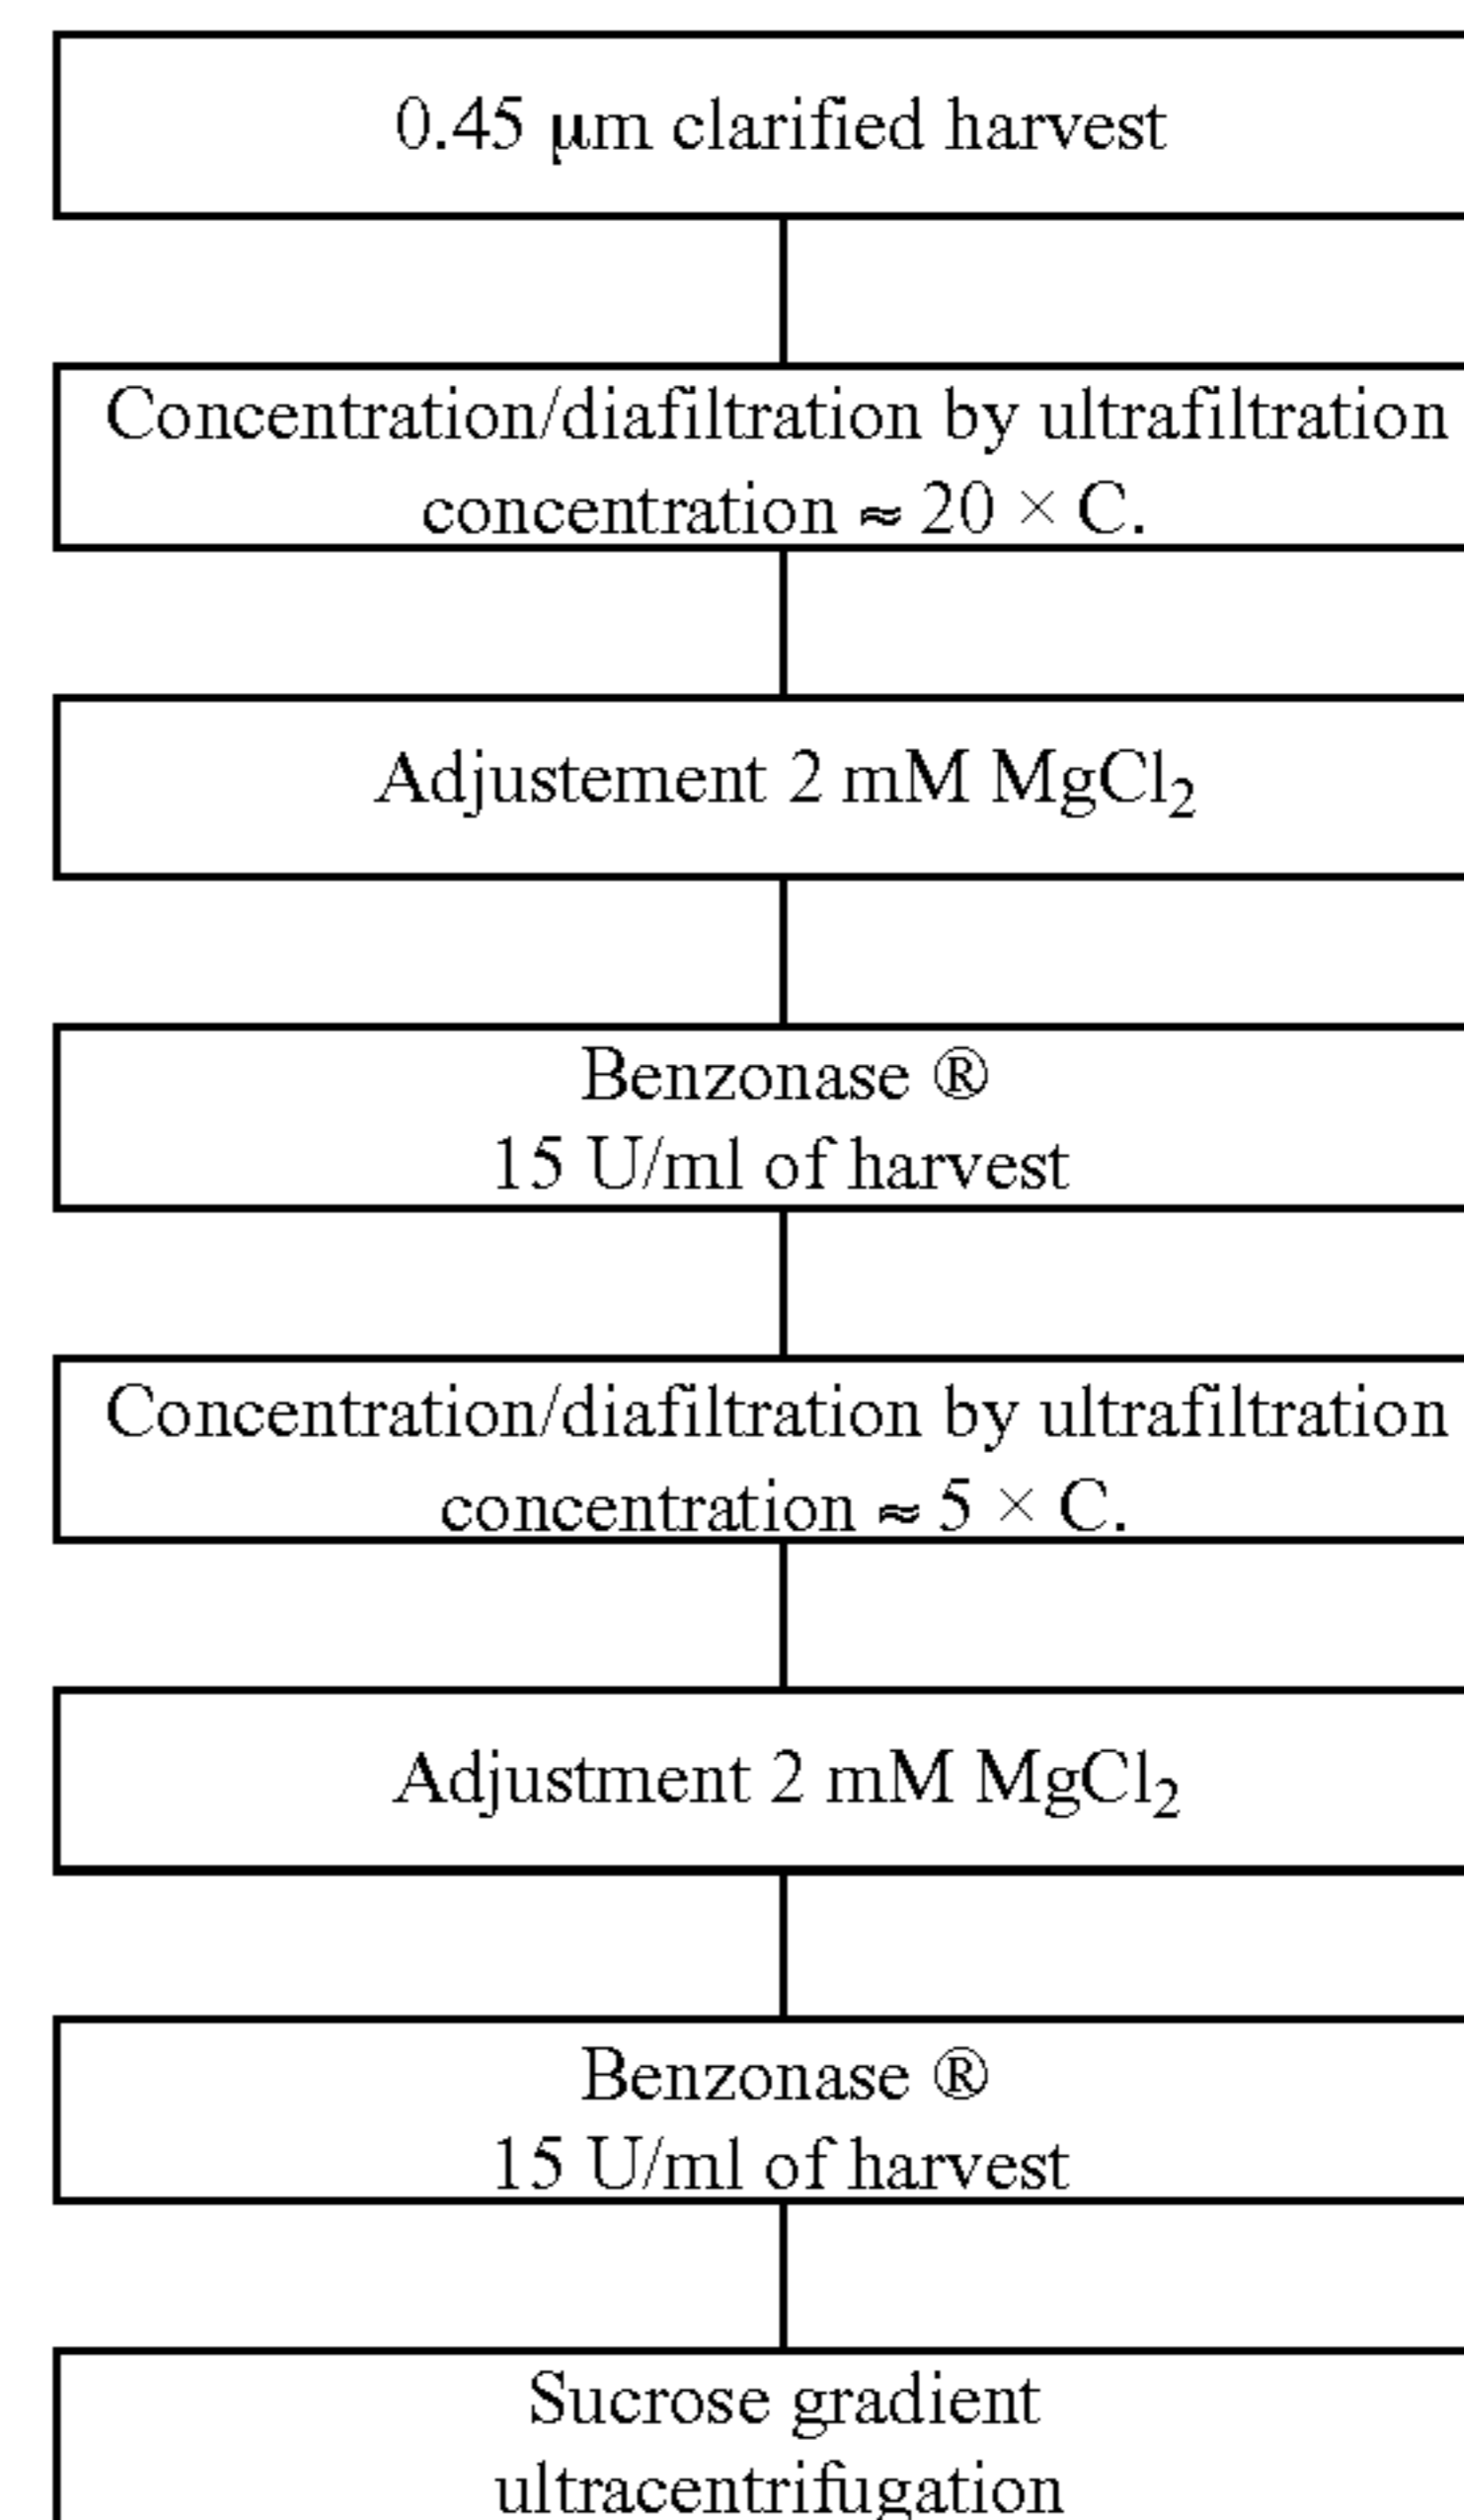 0.45 μm clarified harvest
Concentration/diafiltration by ultrafiltration
concentration ≈ 20 × C.
Adjustement 2 mM MgCl₂
Benzonase ®
15 U/ml of harvest
Concentration/diafiltration by ultrafiltration
concentration ≈ 5 × C.
Adjustment 2 mM MgCl₂
Benzonase ®
15 U/ml of harvest
Sucrose gradient
ultracentrifugation